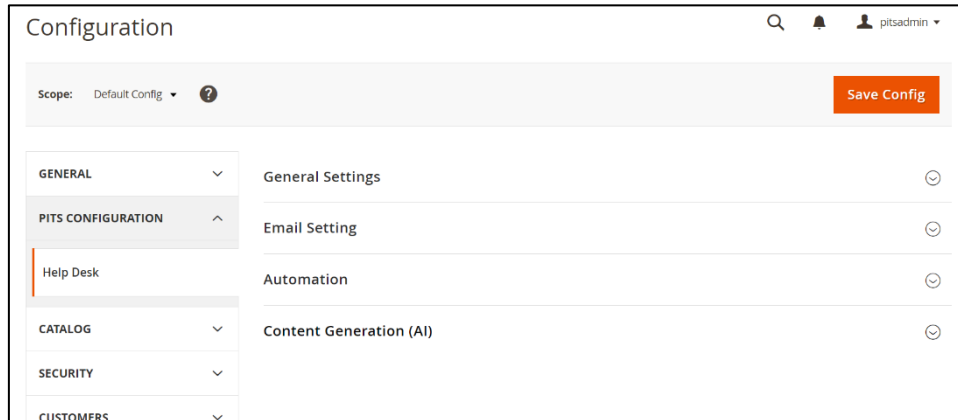 Configuration
pitsadmin
Scope: Default Config ?
Save Config
GENERAL
PITS CONFIGURATION
Help Desk
CATALOG
SECURITY
CUSTOMERS
General Settings
Email Setting
Automation
Content Generation (AI)